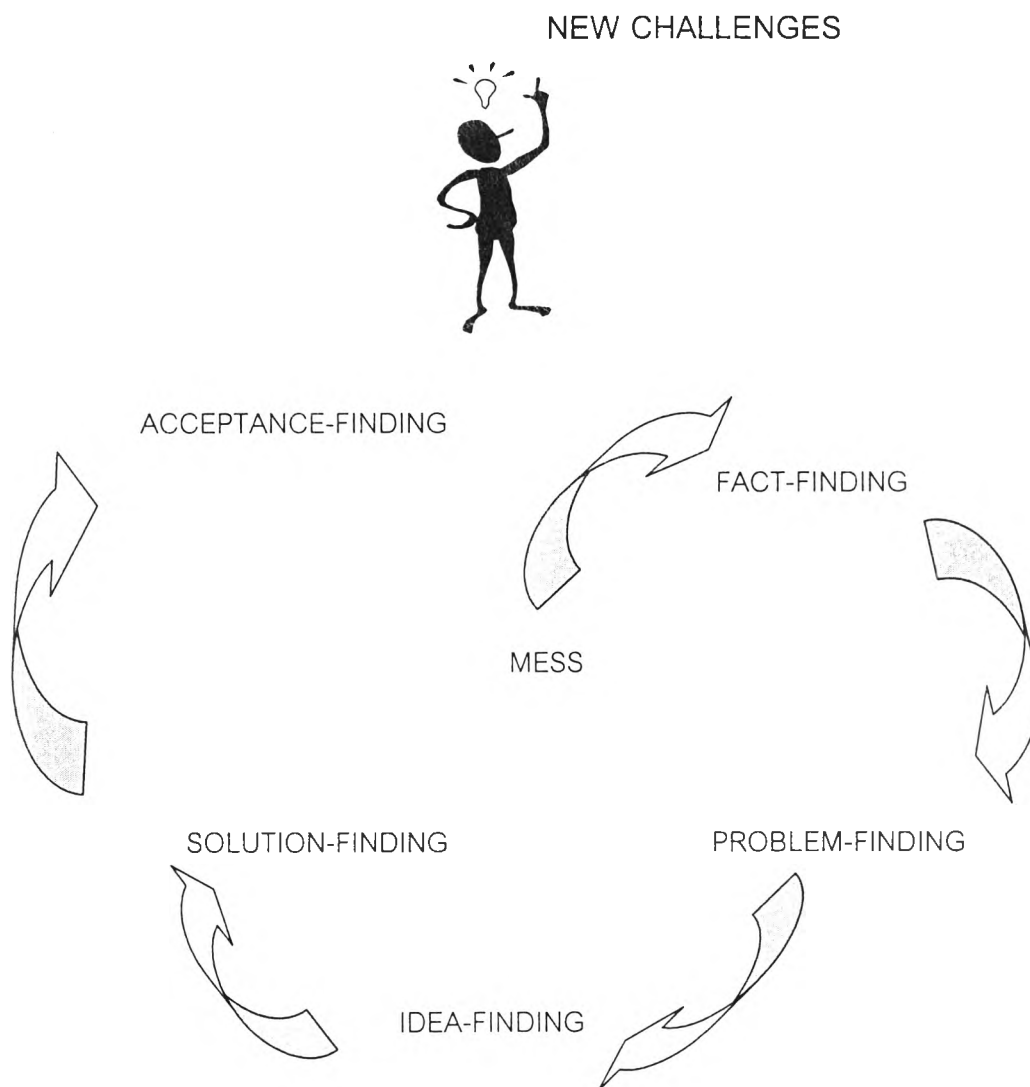 NEW CHALLENGES
ACCEPTANCE-FINDING
FACT-FINDING
MESS
SOLUTION-FINDING
PROBLEM-FINDING
IDEA-FINDING